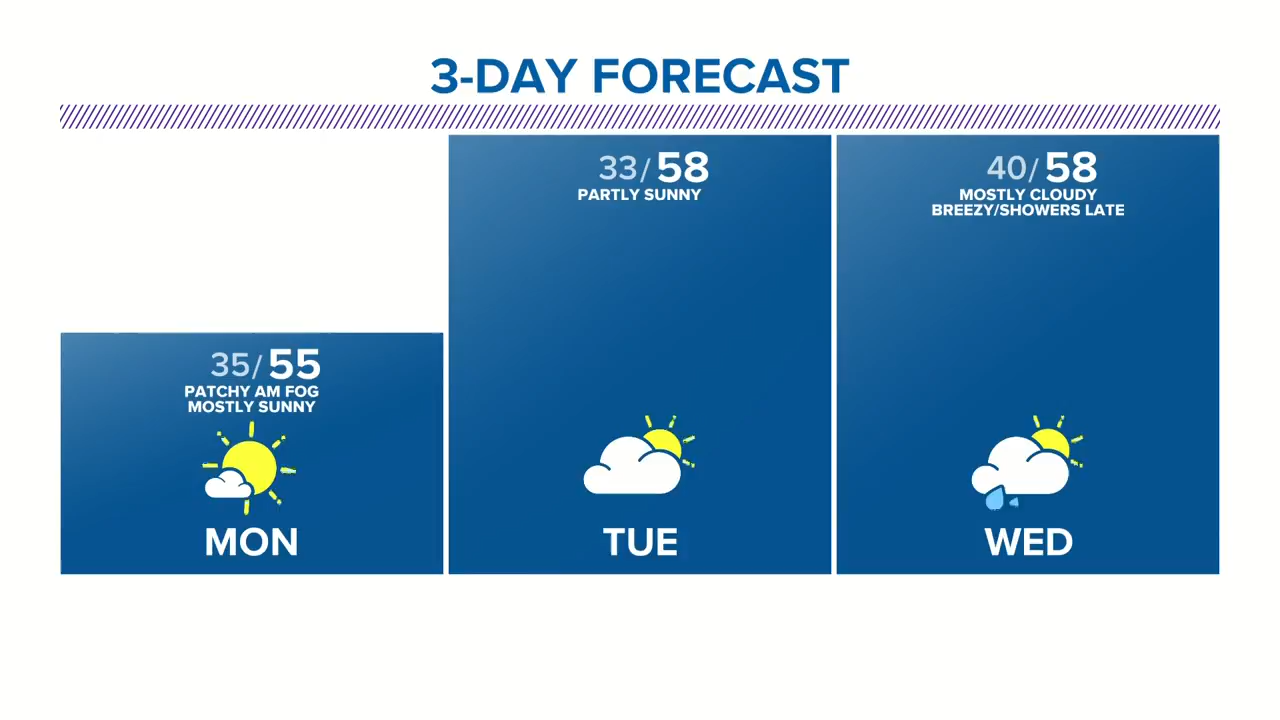 3-DAY FORECAST
35/55
PATCHY AM FOG
MOSTLY SUNNY
MON
33/58
PARTLY SUNNY
TUE
40/58
MOSTLY CLOUDY
BREEZY/SHOWERS LATE
WED